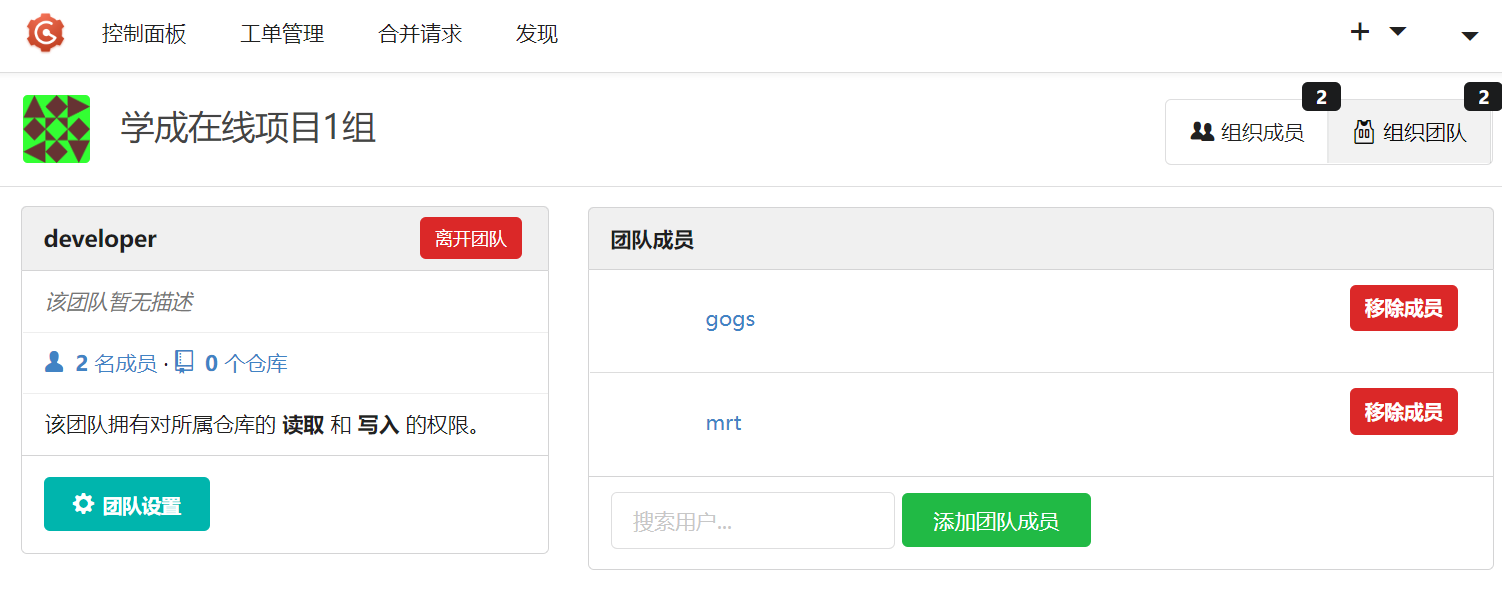 控制面板 工单管理 合并请求 发现
学成在线项目1组
组织成员 2 组织团队 2
developer 离开团队
该团队暂无描述
2 名成员 · 0 个仓库
该团队拥有对所属仓库的 读取 和 写入 的权限。
团队设置
团队成员
gogs 移除成员
mrt 移除成员
搜索用户... 添加团队成员